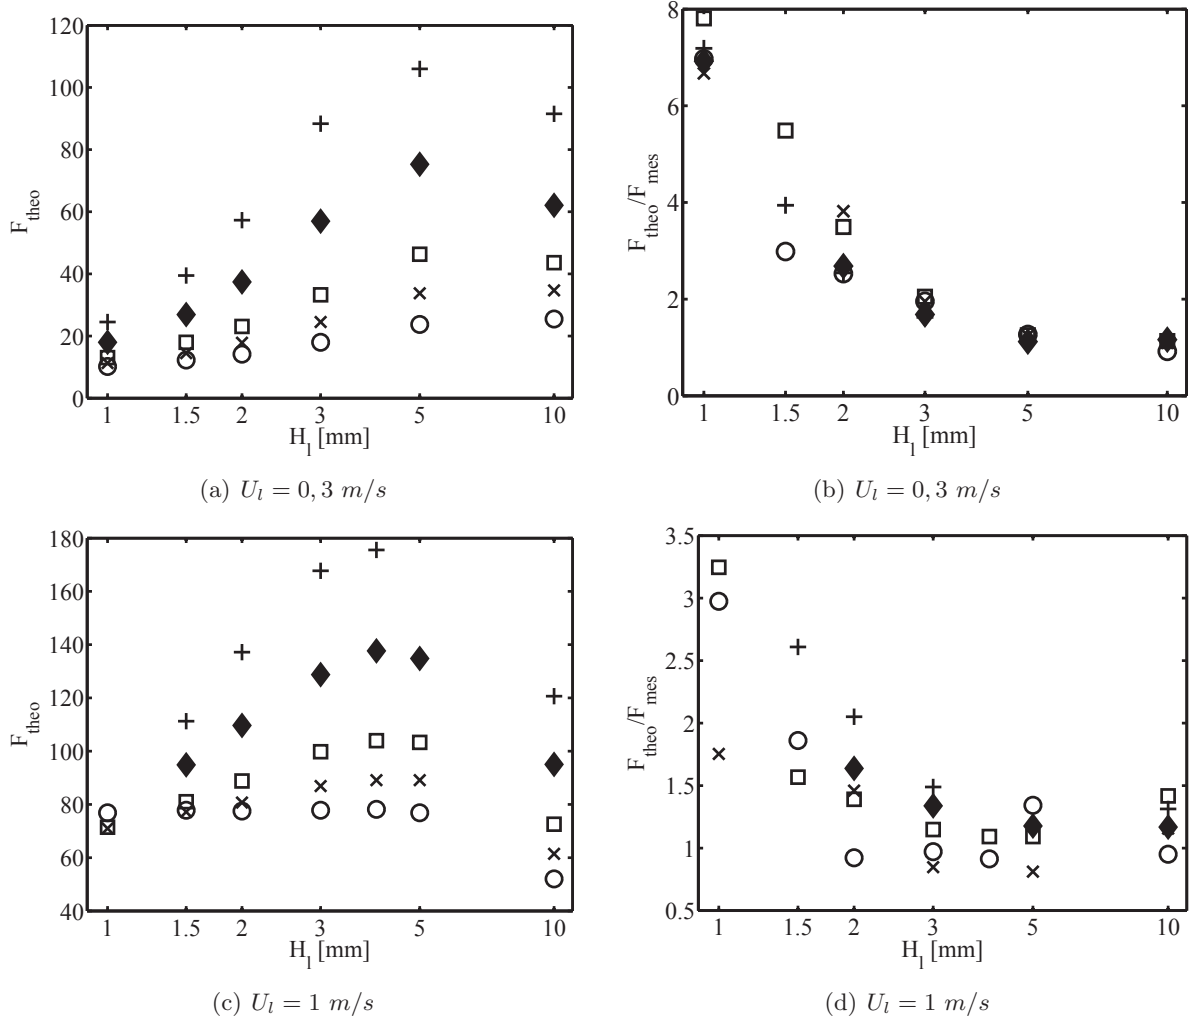 120
100
80
60
40
20
0
F_theo
1 1.5 2 3 5 10
H_l [mm]
(a) U_l = 0, 3 m/s
8
6
4
2
0
F_theo/F_mes
1 1.5 2 3 5 10
H_l [mm]
(b) U_l = 0, 3 m/s
180
160
140
120
100
80
60
40
F_theo
1 1.5 2 3 5 10
H_l [mm]
(c) U_l = 1 m/s
3.5
3
2.5
2
1.5
1
0.5
F_theo/F_mes
1 1.5 2 3 5 10
H_l [mm]
(d) U_l = 1 m/s